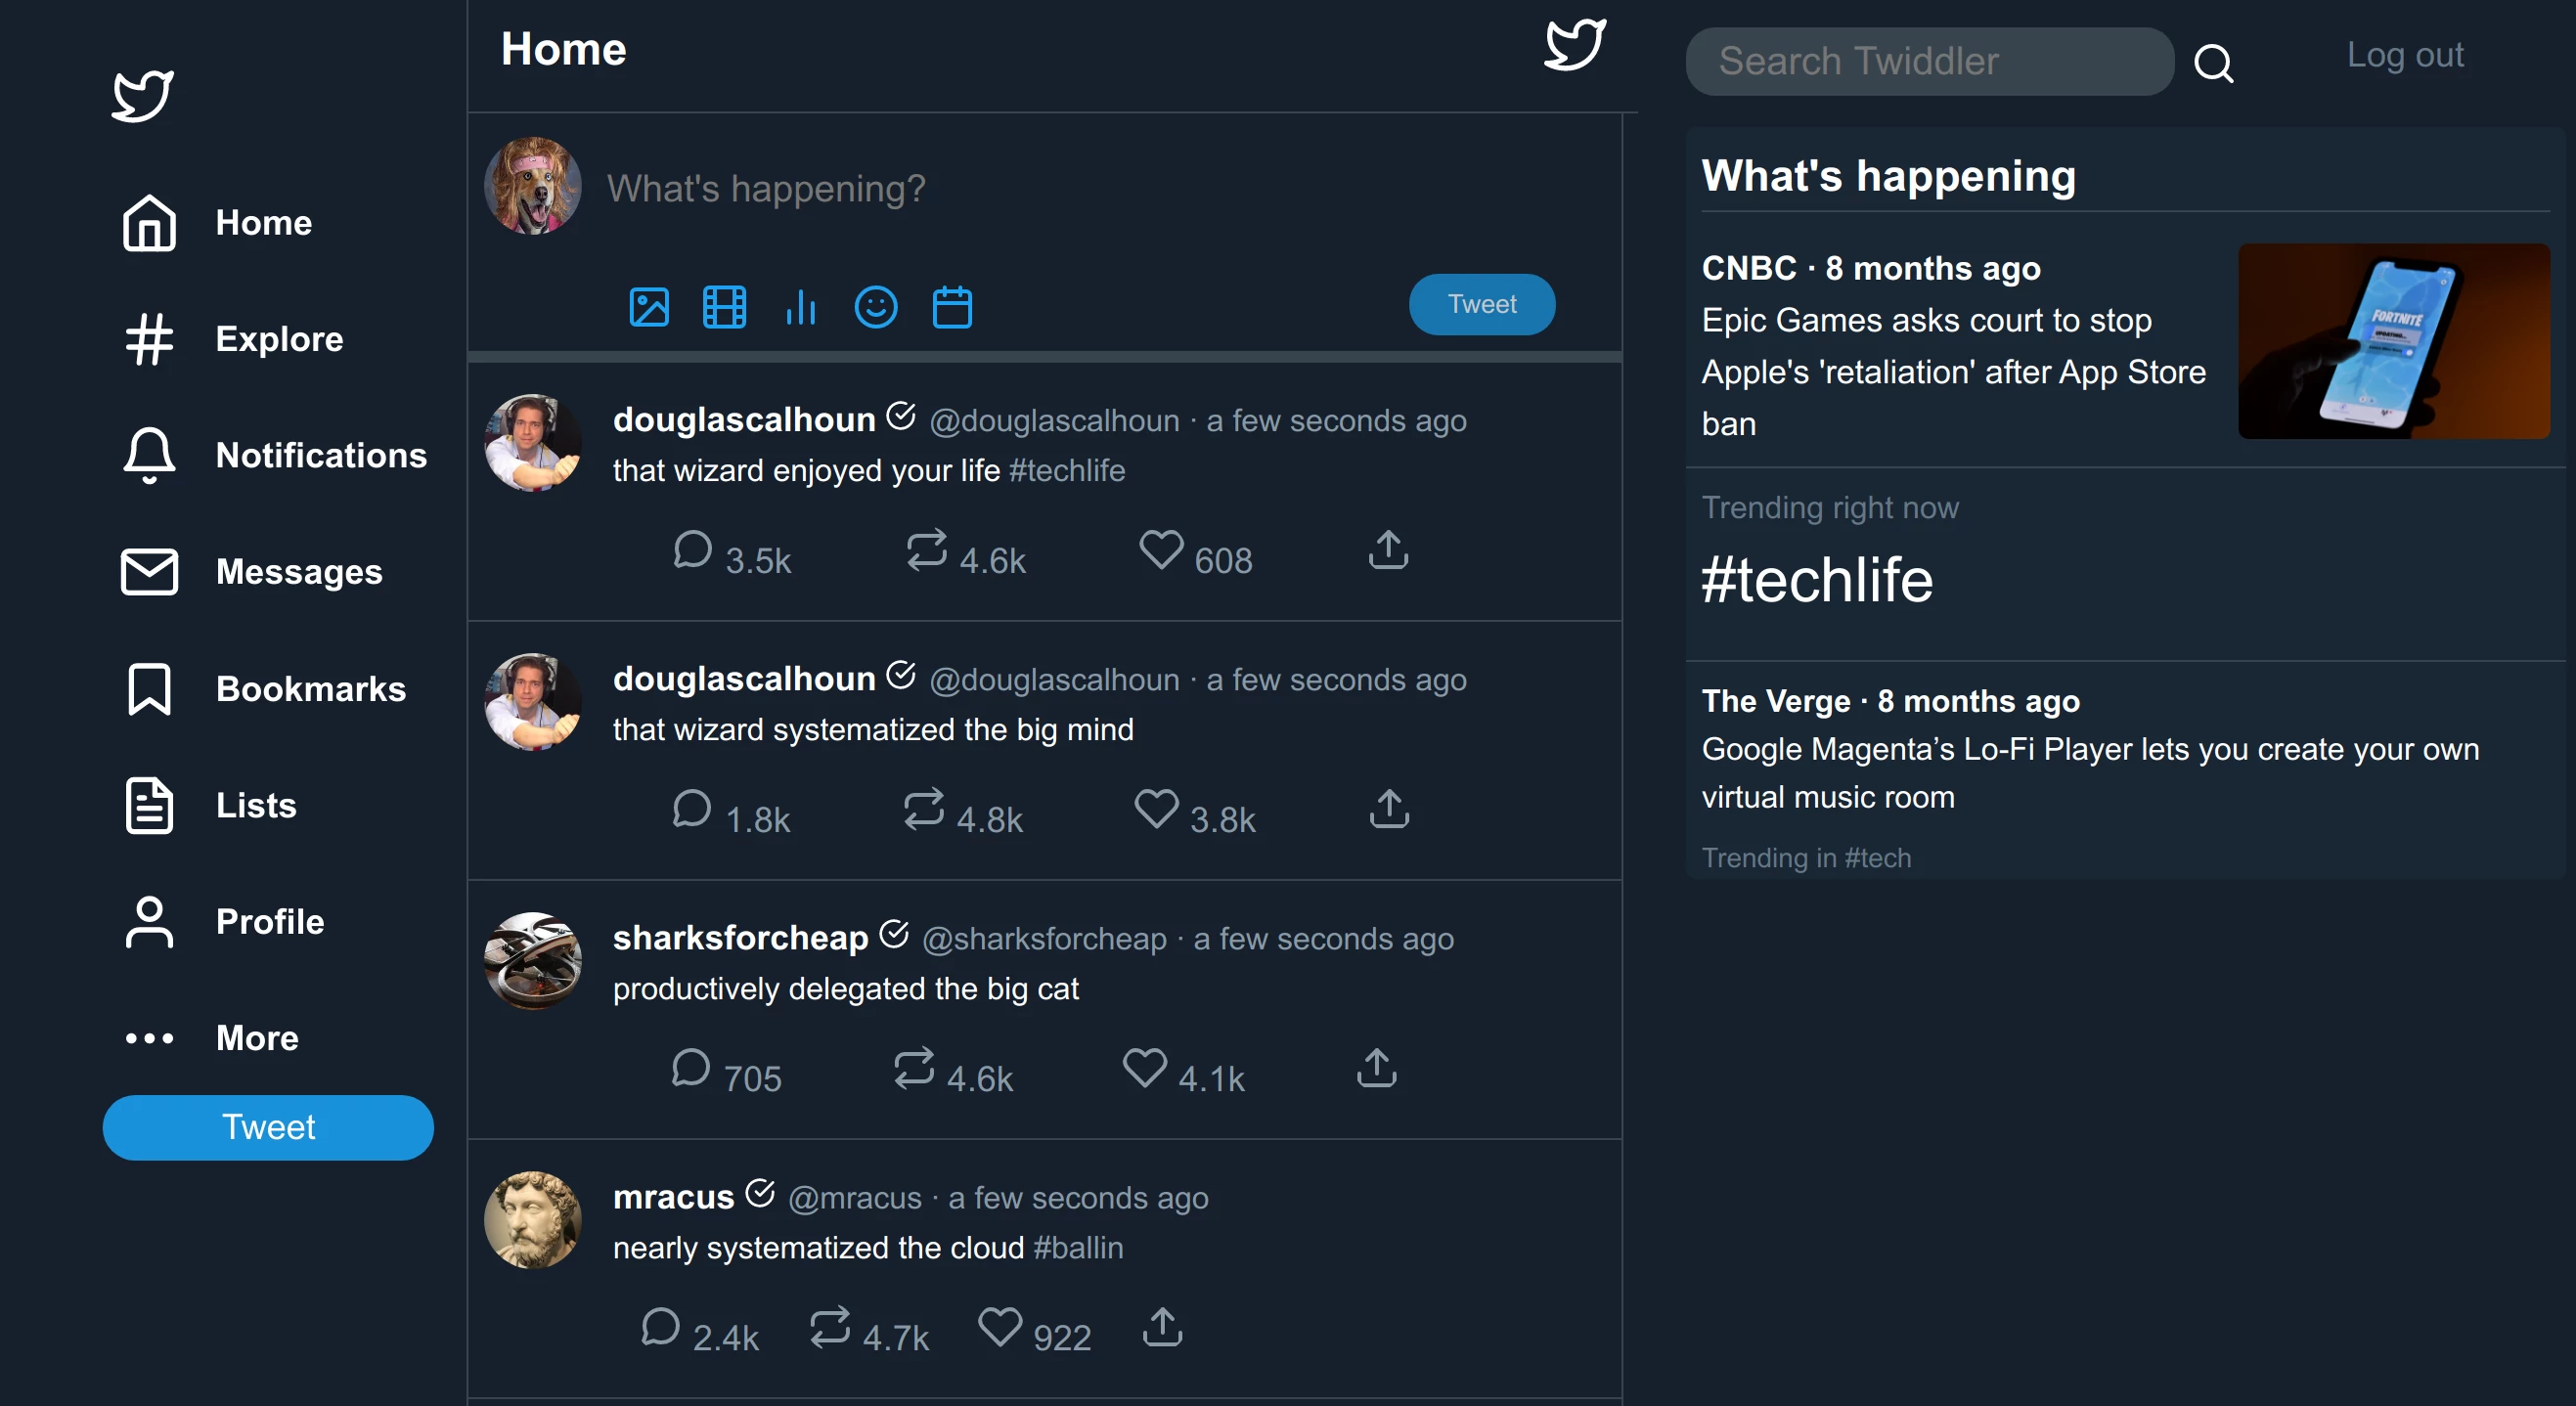 Home
Explore
Notifications
Messages
Bookmarks
Lists
Profile
More
Tweet
Home
What's happening?
Tweet
douglascalhoun @douglascalhoun · a few seconds ago
that wizard enjoyed your life #techlife
3.5k 4.6k 608
douglascalhoun @douglascalhoun · a few seconds ago
that wizard systematized the big mind
1.8k 4.8k 3.8k
sharksforcheap @sharksforcheap · a few seconds ago
productively delegated the big cat
705 4.6k 4.1k
mracus @mracus · a few seconds ago
nearly systematized the cloud #ballin
2.4k 4.7k 922
Search Twiddler
Log out
What's happening
CNBC · 8 months ago
Epic Games asks court to stop
Apple's 'retaliation' after App Store
ban
FORTNITE
Trending right now
#techlife
The Verge · 8 months ago
Google Magenta’s Lo-Fi Player lets you create your own
virtual music room
Trending in #tech